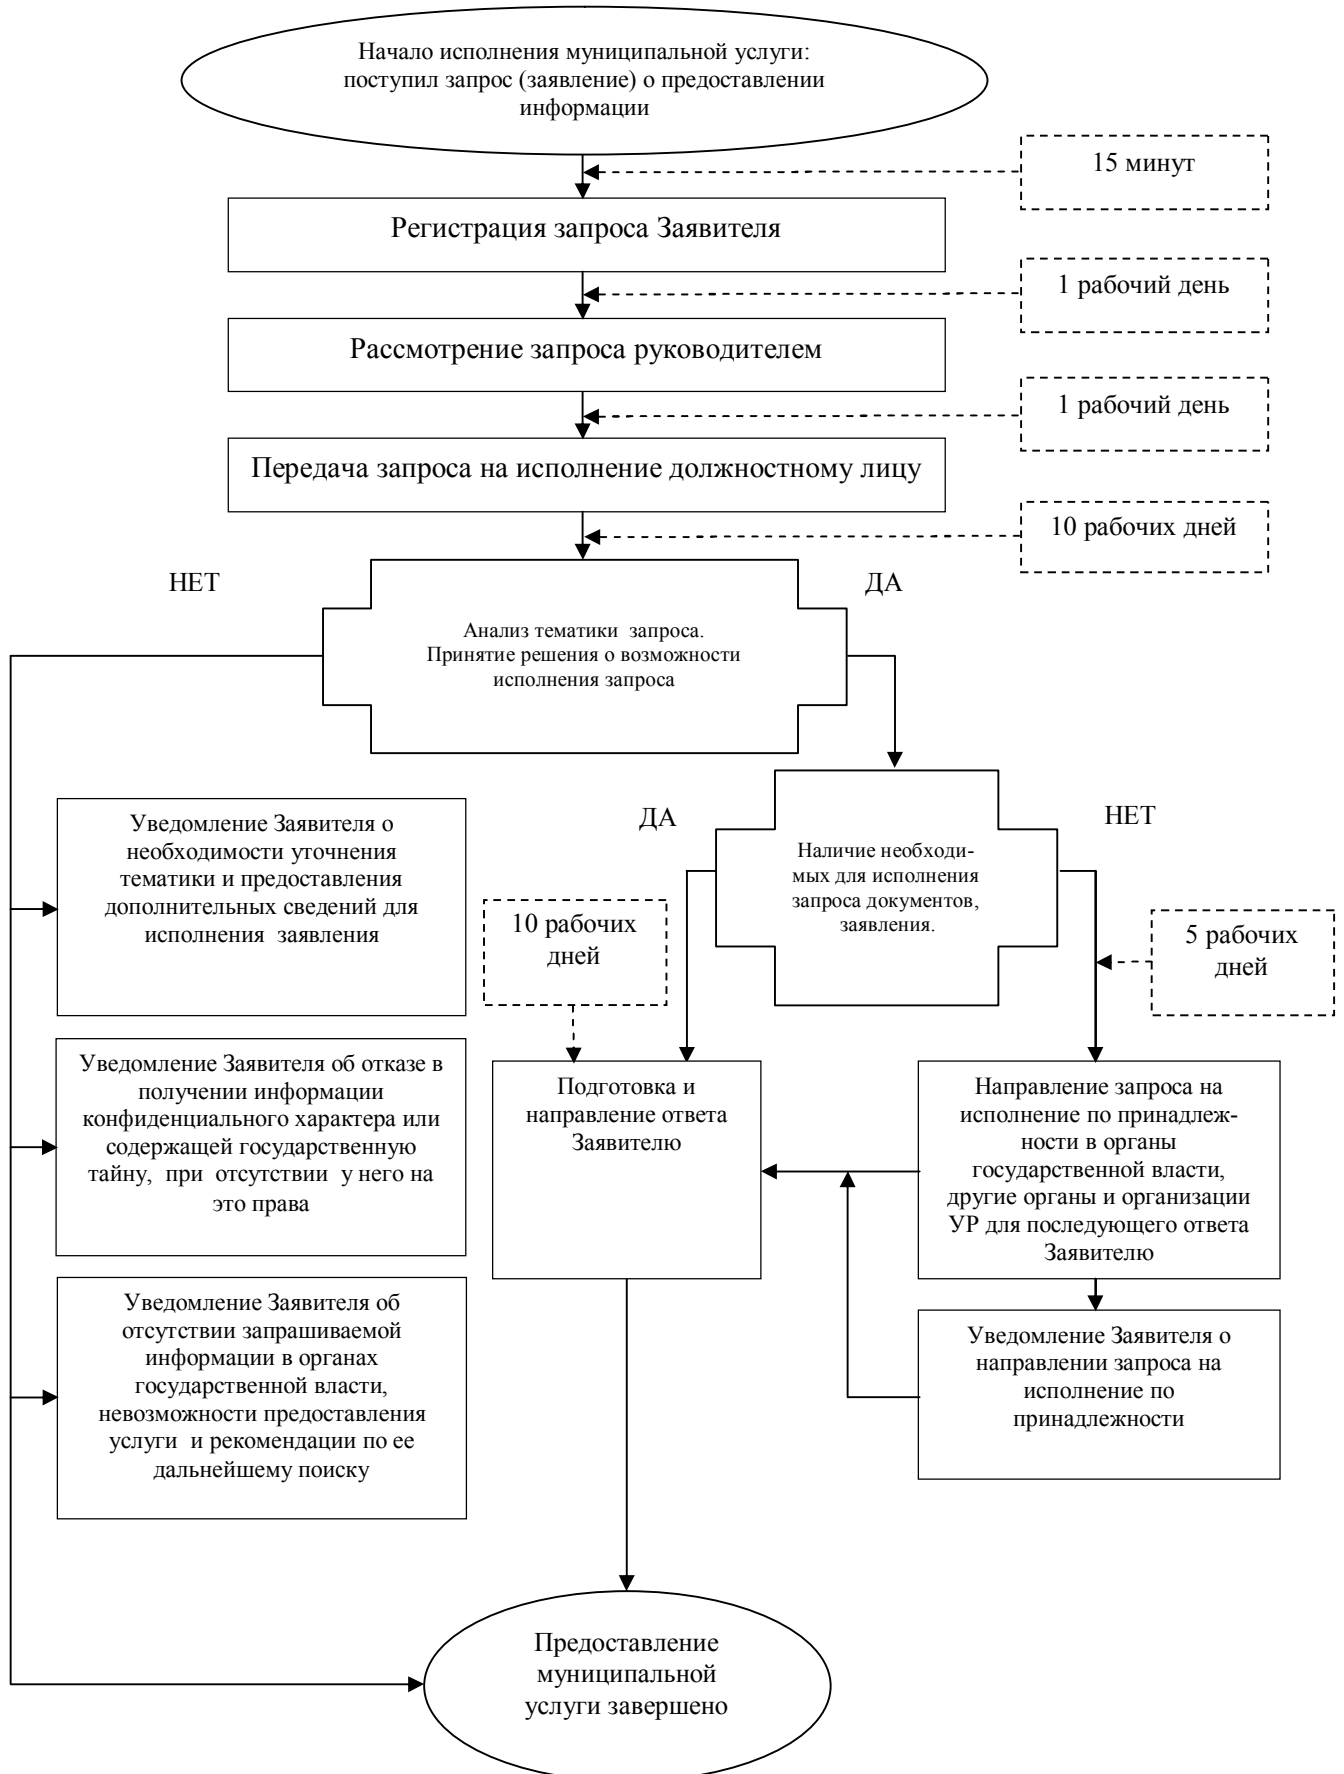 Начало исполнения муниципальной услуги:
поступил запрос (заявление) о предоставлении
информации
15 минут
Регистрация запроса Заявителя
1 рабочий день
Рассмотрение запроса руководителем
1 рабочий день
Передача запроса на исполнение должностному лицу
10 рабочих дней
НЕТ
ДА
Анализ тематики запроса.
Принятие решения о возможности
исполнения запроса
Уведомление Заявителя о
необходимости уточнения
тематики и предоставления
дополнительных сведений для
исполнения заявления
ДА
НЕТ
Наличие необходи-
мых для исполнения
запроса документов,
заявления.
10 рабочих
дней
5 рабочих
дней
Уведомление Заявителя об отказе в
получении информации
конфиденциального характера или
содержащей государственную
тайну, при отсутствии у него на
это права
Подготовка и
направление ответа
Заявителю
Направление запроса на
исполнение по принадлеж-
ности в органы
государственной власти,
другие органы и организации
УР для последующего ответа
Заявителю
Уведомление Заявителя об
отсутствии запрашиваемой
информации в органах
государственной власти,
невозможности предоставления
услуги и рекомендации по ее
дальнейшему поиску
Уведомление Заявителя о
направлении запроса на
исполнение по
принадлежности
Предоставление
муниципальной
услуги завершено